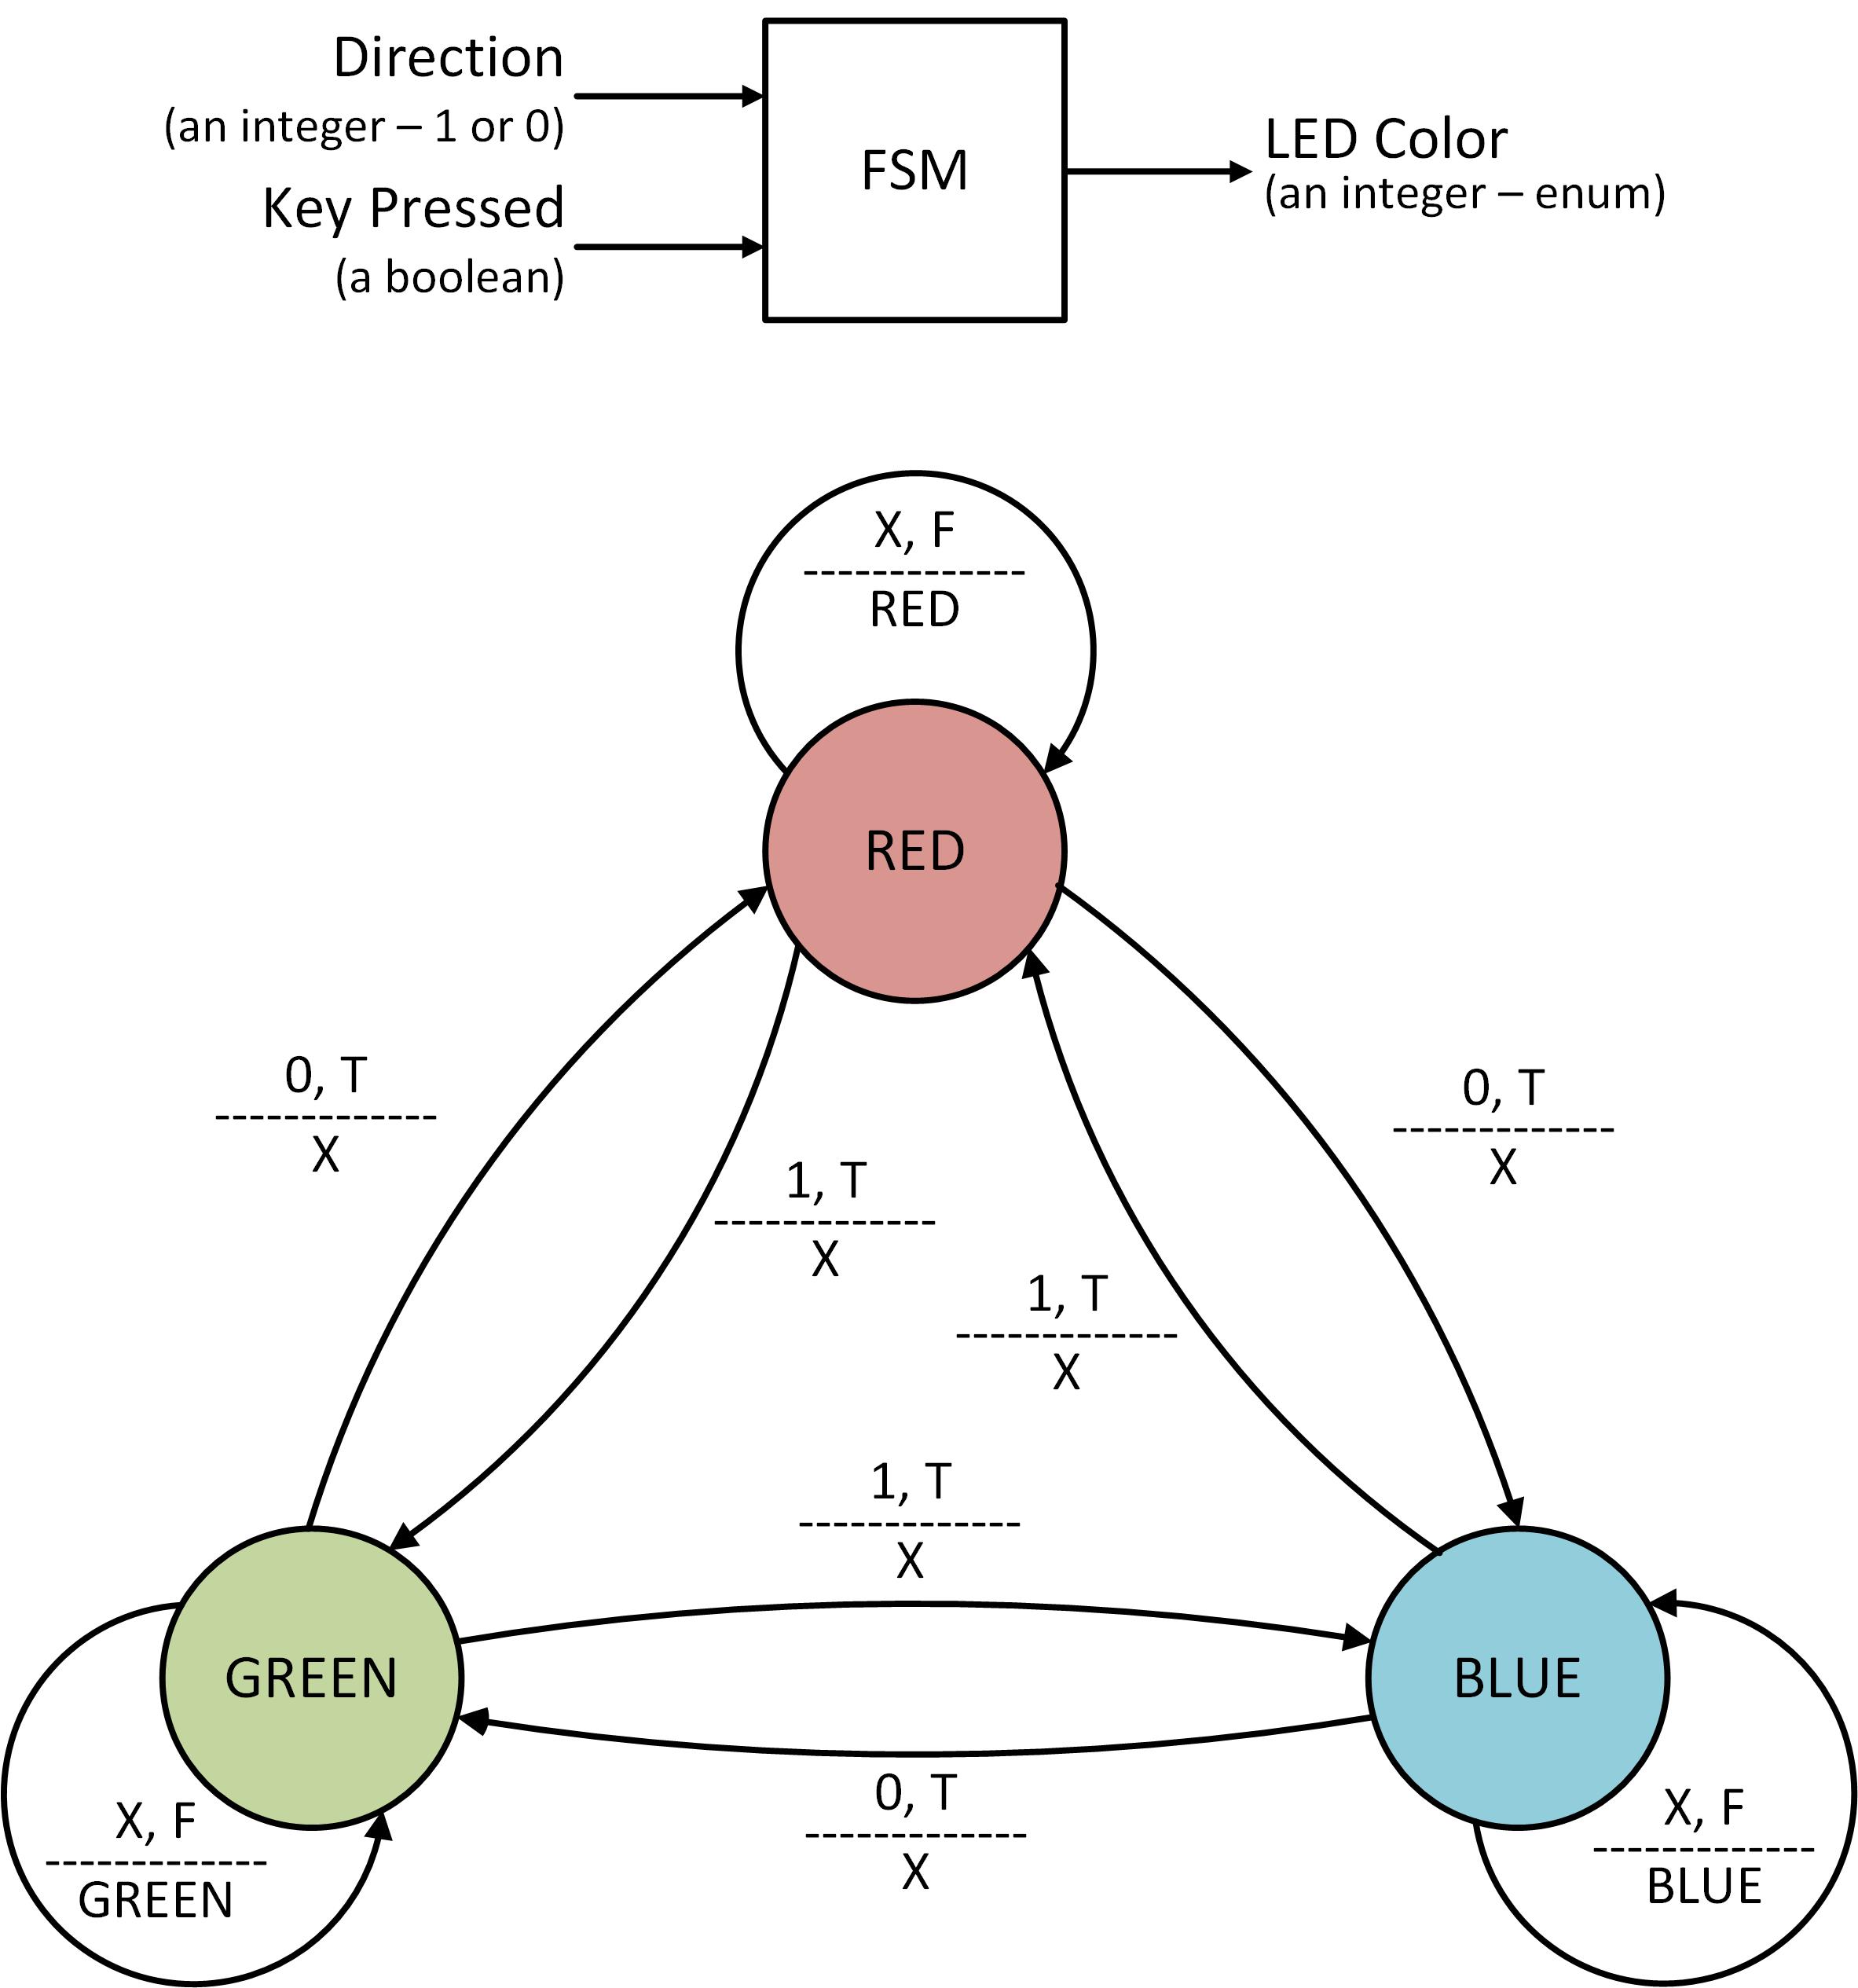 Direction
(an integer – 1 or 0)
Key Pressed
(a boolean)
FSM
LED Color
(an integer – enum)
X, F
-------------
RED
RED
0, T
-------------
X
0, T
-------------
X
1, T
-------------
X
1, T
-------------
X
1, T
-------------
X
GREEN
BLUE
0, T
-------------
X
X, F
-------------
GREEN
X, F
-------------
BLUE